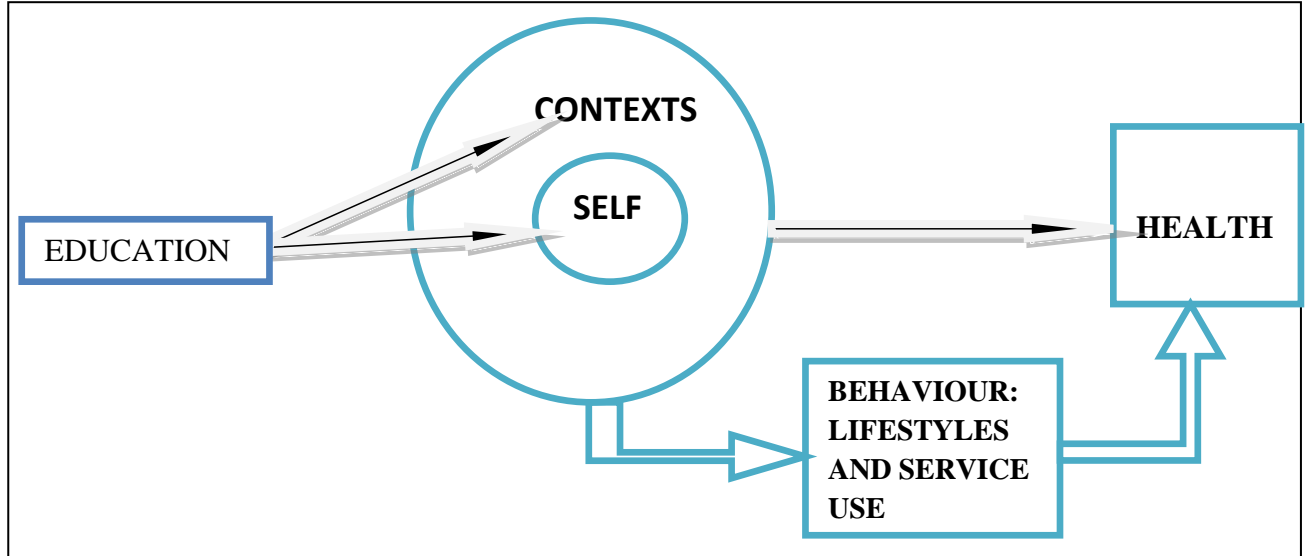 CONTEXTS
SELF
EDUCATION
HEALTH
BEHAVIOUR:
LIFESTYLES
AND SERVICE
USE